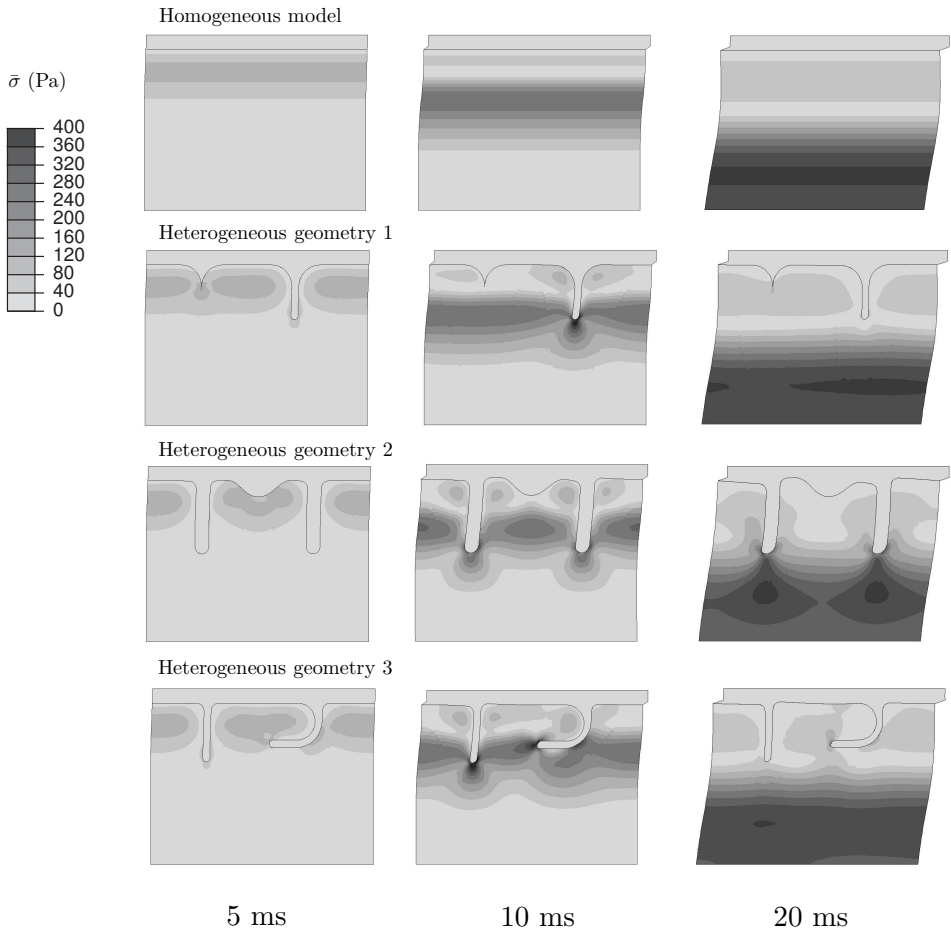 Homogeneous model
σ̄ (Pa)
400
360
320
280
240
200
160
120
80
40
0
Heterogeneous geometry 1
Heterogeneous geometry 2
Heterogeneous geometry 3
5 ms
10 ms
20 ms